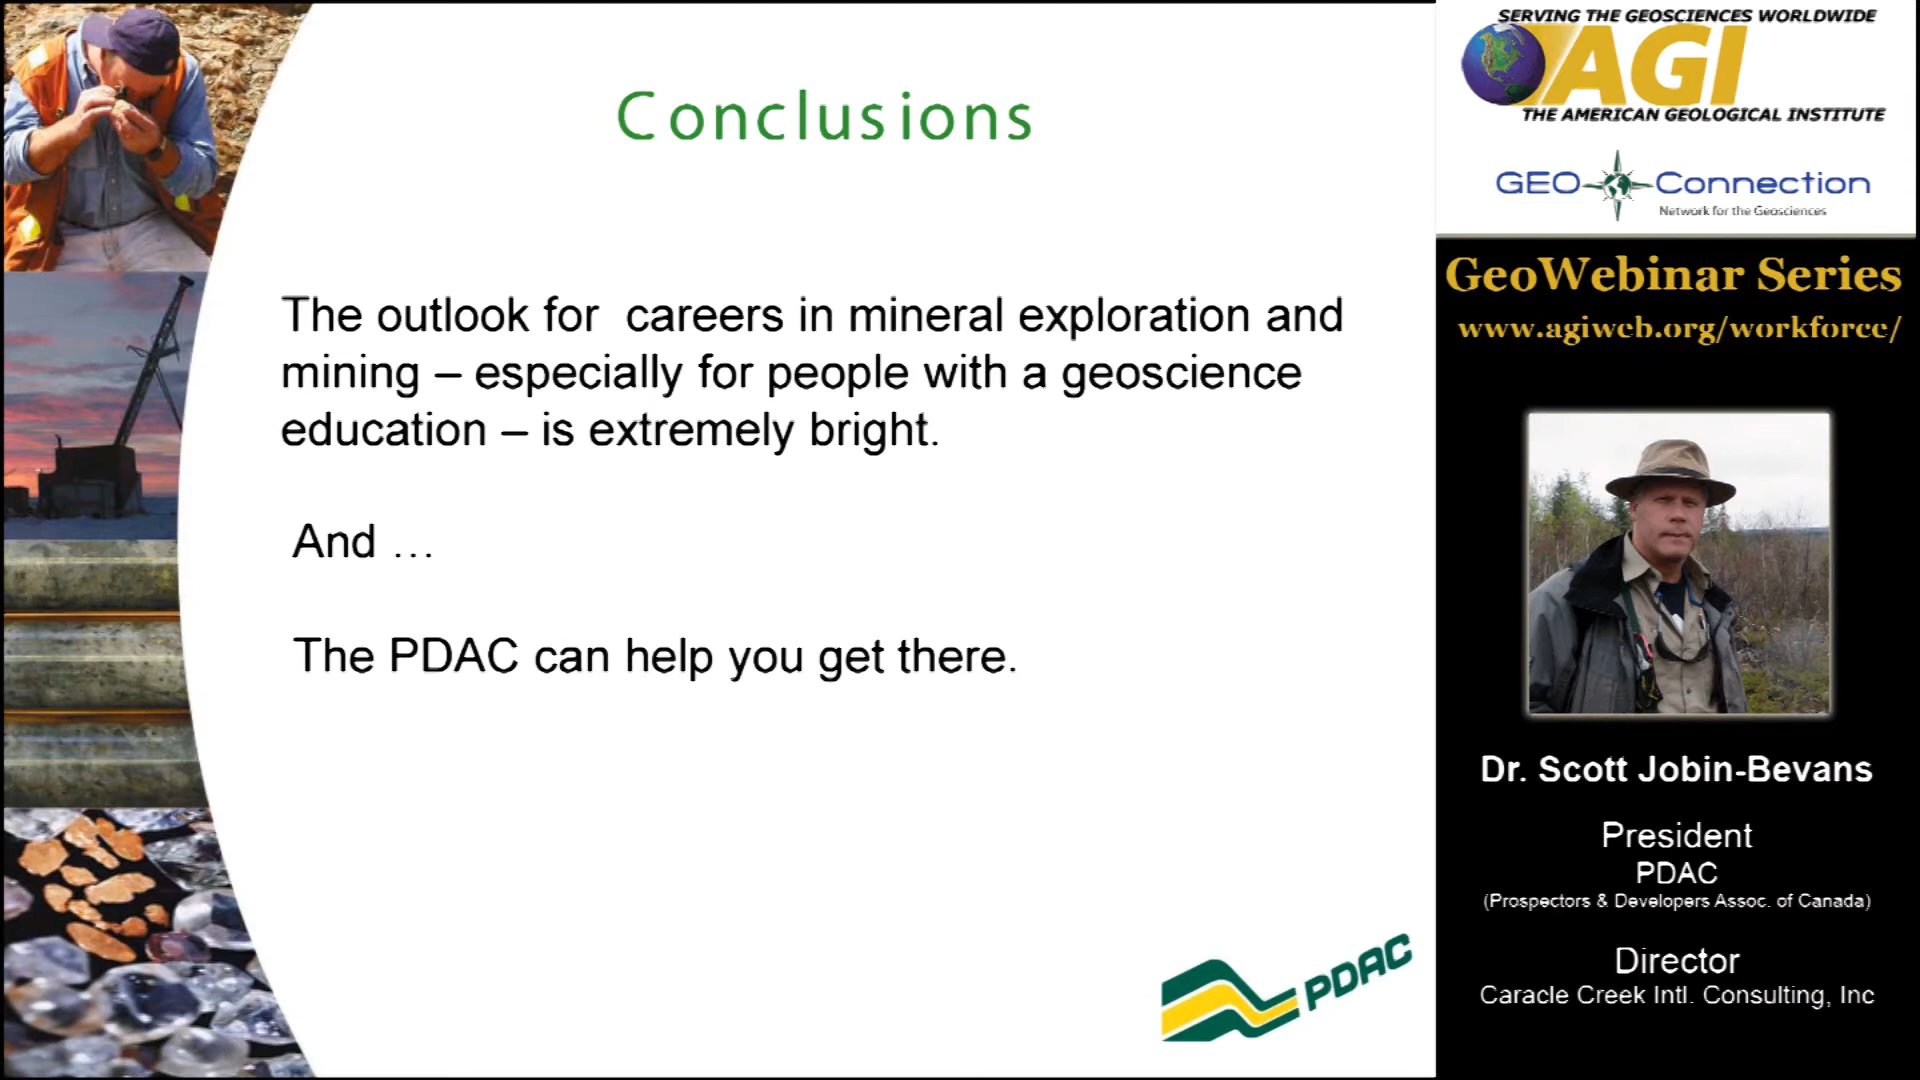 Conclusions
The outlook for careers in mineral exploration and
mining – especially for people with a geoscience
education – is extremely bright.
And …
The PDAC can help you get there.
PDAC
SERVING THE GEOSCIENCES WORLDWIDE
AGI
THE AMERICAN GEOLOGICAL INSTITUTE
GEO Connection
Network for the Geosciences
GeoWebinar Series
www.agiweb.org/workforce/
Dr. Scott Jobin-Bevans
President
PDAC
(Prospectors & Developers Assoc. of Canada)
Director
Caracle Creek Intl. Consulting, Inc